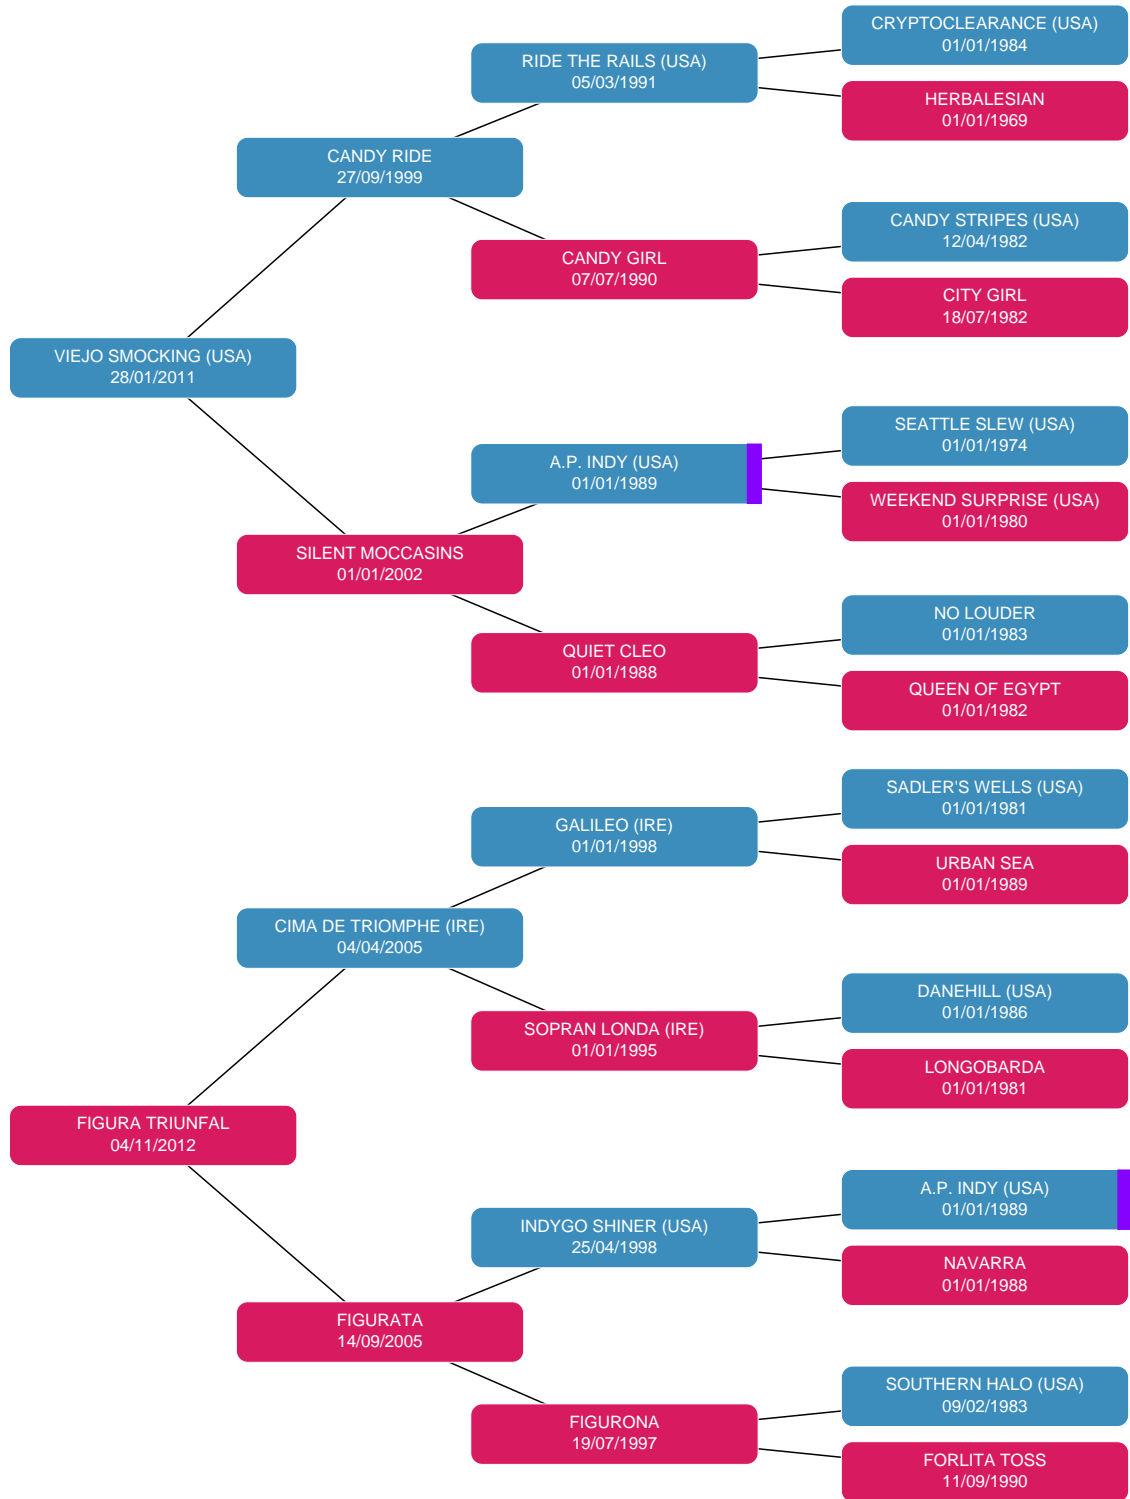 CRYPTOCLEARANCE (USA)
01/01/1984
RIDE THE RAILS (USA)
05/03/1991
HERBALESIAN
01/01/1969
CANDY RIDE
27/09/1999
CANDY STRIPES (USA)
12/04/1982
CANDY GIRL
07/07/1990
CITY GIRL
18/07/1982
VIEJO SMOCKING (USA)
28/01/2011
SEATTLE SLEW (USA)
01/01/1974
A.P. INDY (USA)
01/01/1989
WEEKEND SURPRISE (USA)
01/01/1980
SILENT MOCCASINS
01/01/2002
NO LOUDER
01/01/1983
QUIET CLEO
01/01/1988
QUEEN OF EGYPT
01/01/1982
SADLER'S WELLS (USA)
01/01/1981
GALILEO (IRE)
01/01/1998
URBAN SEA
01/01/1989
CIMA DE TRIOMPHE (IRE)
04/04/2005
DANEHILL (USA)
01/01/1986
SOPRAN LONDA (IRE)
01/01/1995
LONGOBARDA
01/01/1981
FIGURA TRIUNFAL
04/11/2012
A.P. INDY (USA)
01/01/1989
INDYGO SHINER (USA)
25/04/1998
NAVARRA
01/01/1988
FIGURATA
14/09/2005
SOUTHERN HALO (USA)
09/02/1983
FIGURONA
19/07/1997
FORLITA TOSS
11/09/1990